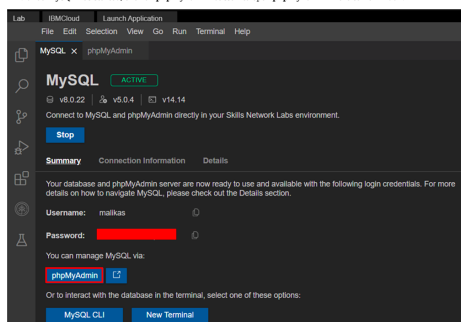 Lab IBMCloud Launch Application
File Edit Selection View Go Run Terminal Help
MySQL × phpMyAdmin
MySQL ACTIVE
v8.0.22 v5.0.4 v14.14
Connect to MySQL and phpMyAdmin directly in your Skills Network Labs environment.
Stop
Summary Connection Information Details
Your database and phpMyAdmin server are now ready to use and available with the following login credentials. For more
details on how to navigate MySQL, please check out the Details section.
Username: malikas
Password:
You can manage MySQL via:
phpMyAdmin
Or to interact with the database in the terminal, select one of these options:
MySQL CLI New Terminal